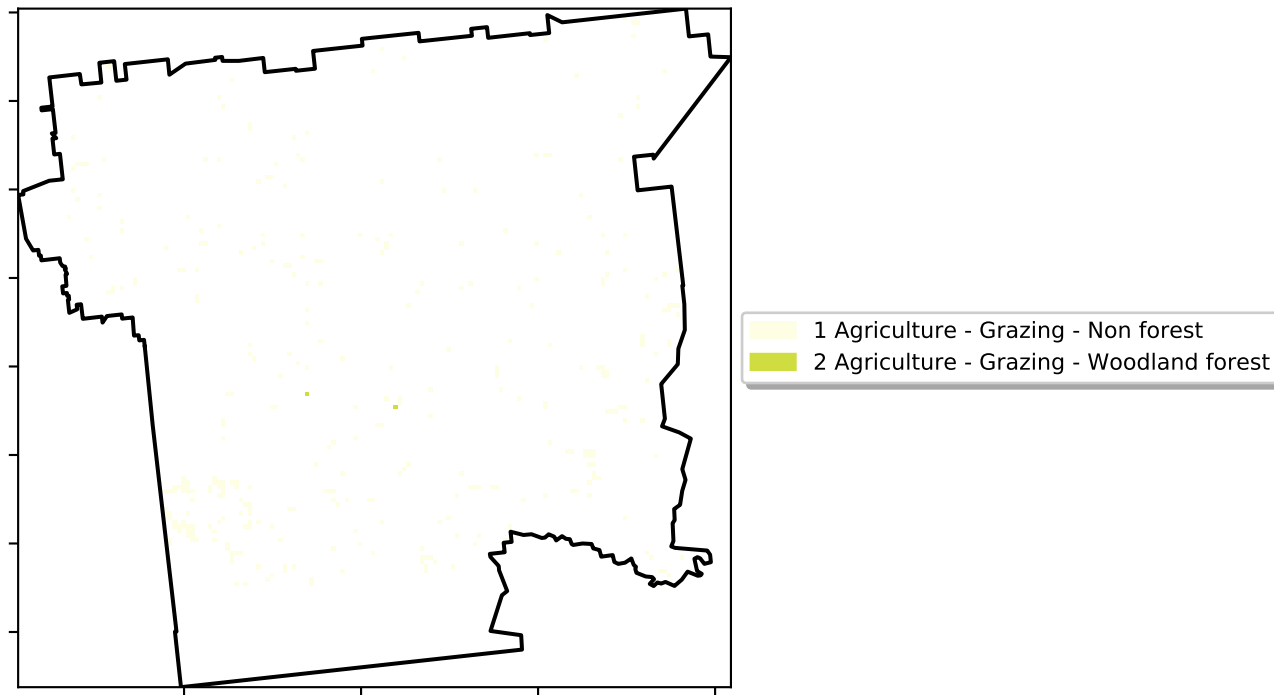 1 Agriculture - Grazing - Non forest
2 Agriculture - Grazing - Woodland forest